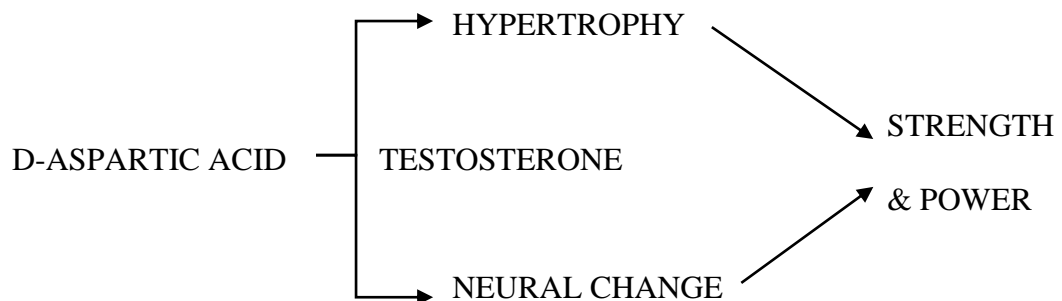 HYPERTROPHY
STRENGTH
D-ASPARTIC ACID TESTOSTERONE
& POWER
NEURAL CHANGE